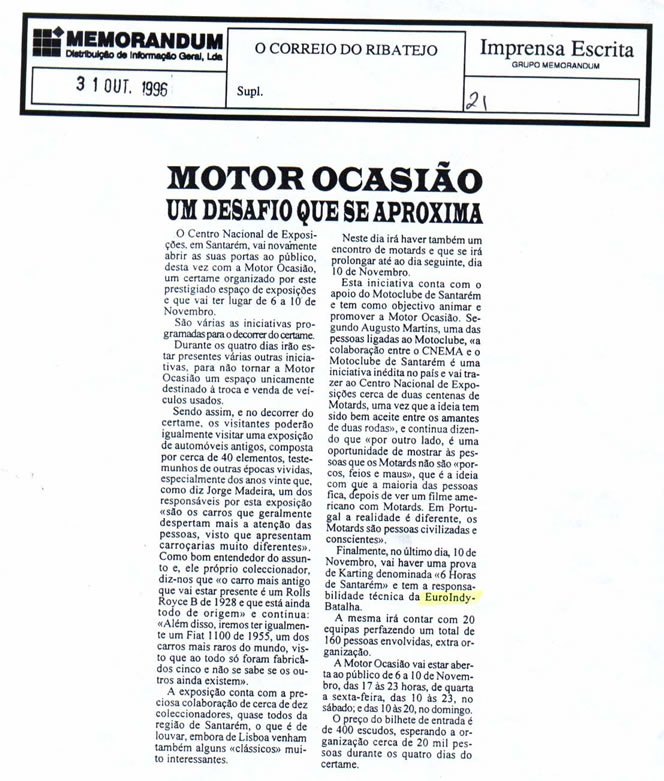 MEMORANDUM
Distribuição de Informação Geral, Lda
31 OUT. 1996
O CORREIO DO RIBATEJO
Supl.
Imprensa Escrita
GRUPO MEMORANDUM
21
MOTOR OCASIÃO
UM DESAFIO QUE SE APROXIMA
O Centro Nacional de Exposi-
ções, em Santarém, vai novamente
abrir as suas portas ao público,
desta vez com a Motor Ocasião,
um certame organizado por este
prestigiado espaço de exposições
e que vai ter lugar de 6 a 10 de
Novembro.
São várias as iniciativas pro-
gramadas para o decorrer do certame.
Durante os quatro dias irão es-
tar presentes várias outras inicia-
tivas, para não tornar a Motor
Ocasião um espaço unicamente
destinado à troca e venda de veí-
culos usados.
Sendo assim, e no decorrer do
certame, os visitantes poderão
igualmente visitar uma exposição
de automóveis antigos, composta
por cerca de 40 elementos, teste-
munhos de outras épocas vividas,
especialmente dos anos vinte que,
como diz Jorge Madeira, um dos
responsáveis por esta exposição
«são os carros que geralmente
despertam mais a atenção das
pessoas, visto que apresentam
carroçarias muito diferentes».
Como bom entendedor do assun-
to e, ele próprio coleccionador,
diz-nos que «o carro mais antigo
que vai estar presente é um Rolls
Royce B de 1928 e que está ainda
todo de origem» e continua:
«Além disso, iremos ter igualmen-
te um Fiat 1100 de 1955, um dos
carros mais raros do mundo, vis-
to que ao todo só foram fabrica-
dos cinco e não se sabe se os ou-
tros ainda existem».
A exposição conta com a pre-
ciosa colaboração de cerca de dez
coleccionadores, quase todos da
região de Santarém, o que é de
louvar, embora de Lisboa venham
também alguns «clássicos» mui-
to interessantes.
Neste dia irá haver também um
encontro de motards e que se irá
prolongar até ao dia seguinte, dia
10 de Novembro.
Esta iniciativa conta com o
apoio do Motoclube de Santarém
e tem como objectivo animar e
promover a Motor Ocasião. Se-
gundo Augusto Martins, uma das
pessoas ligadas ao Motoclube, «a
colaboração entre o CNEMA e o
Motoclube de Santarém é uma
iniciativa inédita no país e vai tra-
zer ao Centro Nacional de Expo-
sições cerca de duas centenas de
Motards, uma vez que a ideia tem
sido bem aceite entre os amantes
de duas rodas», e continua dizen-
do que «por outro lado, é uma
oportunidade de mostrar às pes-
soas que os Motards não são «por-
cos, feios e maus», que é a ideia
com que a maioria das pessoas
fica, depois de ver um filme ame-
ricano com Motards. Em Portu-
gal a realidade é diferente, os
Motards são pessoas civilizadas e
conscientes».
Finalmente, no último dia, 10 de
Novembro, vai haver uma prova
de Karting denominada «6 Horas
de Santarém» e tem a responsa-
bilidade técnica da EuroIndy-
Batalha.
A mesma irá contar com 20
equipas perfazendo um total de
160 pessoas envolvidas, extra or-
ganização.
A Motor Ocasião vai estar aber-
ta ao público de 6 a 10 de Novem-
bro, das 17 às 23 horas, de quarta
a sexta-feira, das 10 às 23, no
sábado; e das 10 às 20, no domingo.
O preço do bilhete de entrada é
de 400 escudos, esperando a or-
ganização cerca de 20 mil pes-
soas durante os quatro dias do
certame.